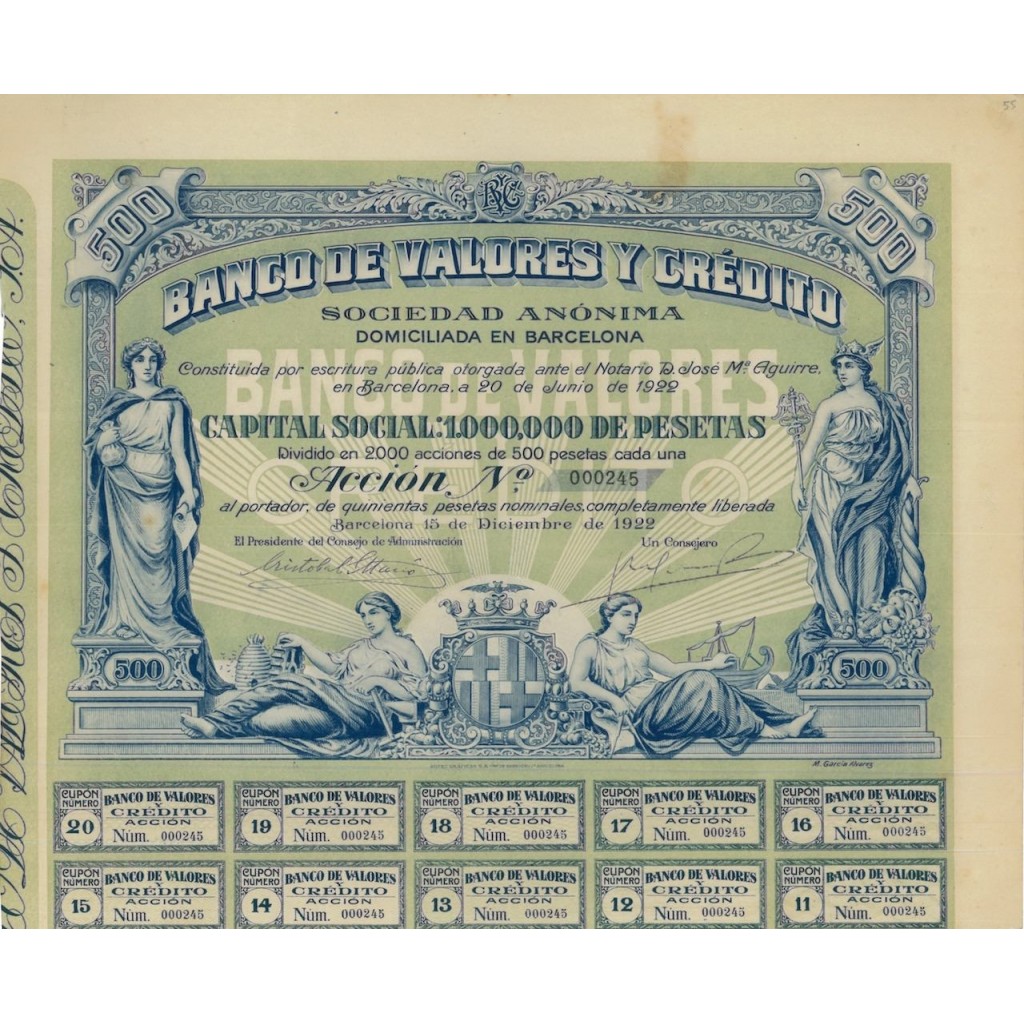 55
500
BVC
500
BANCO DE VALORES Y CRÉDITO
SOCIEDAD ANÓNIMA
DOMICILIADA EN BARCELONA
BANCO DE VALORES
Constituida por escritura pública otorgada ante el Notario D. José Mª Aguirre,
en Barcelona, a 20 de Junio de 1922
CAPITAL SOCIAL: 1.000,000 DE PESETAS
Dividido en 2000 acciones de 500 pesetas cada una
Acción Nº 000245
al portador, de quinientas pesetas nominales, completamente liberada
Barcelona 15 de Diciembre de 1922
El Presidente del Consejo de Administración
Un Consejero
500
500
M. García Alvarez
CUPÓN NÚMERO 20 BANCO DE VALORES Y CRÉDITO ACCIÓN Núm. 000245
CUPÓN NÚMERO 19 BANCO DE VALORES Y CRÉDITO ACCIÓN Núm. 000245
CUPÓN NÚMERO 18 BANCO DE VALORES Y CRÉDITO ACCIÓN Núm. 000245
CUPÓN NÚMERO 17 BANCO DE VALORES Y CRÉDITO ACCIÓN Núm. 000245
CUPÓN NÚMERO 16 BANCO DE VALORES Y CRÉDITO ACCIÓN Núm. 000245
CUPÓN NÚMERO 15 BANCO DE VALORES Y CRÉDITO ACCIÓN Núm. 000245
CUPÓN NÚMERO 14 BANCO DE VALORES Y CRÉDITO ACCIÓN Núm. 000245
CUPÓN NÚMERO 13 BANCO DE VALORES Y CRÉDITO ACCIÓN Núm. 000245
CUPÓN NÚMERO 12 BANCO DE VALORES Y CRÉDITO ACCIÓN Núm. 000245
CUPÓN NÚMERO 11 BANCO DE VALORES Y CRÉDITO ACCIÓN Núm. 000245